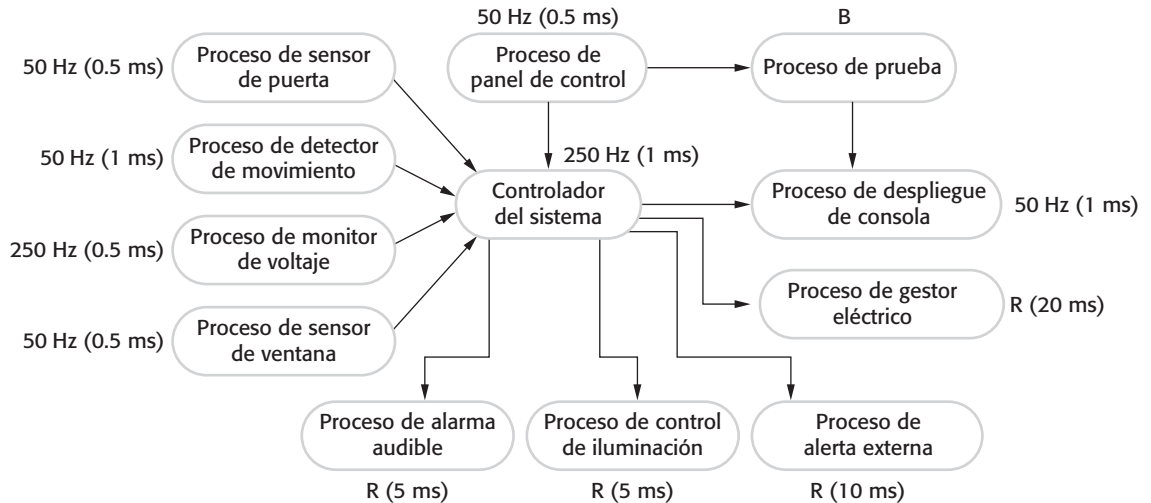 50 Hz (0.5 ms)
B
50 Hz (0.5 ms)
Proceso de sensor
de puerta
Proceso de
panel de control
Proceso de prueba
50 Hz (1 ms)
Proceso de detector
de movimiento
250 Hz (1 ms)
Controlador
del sistema
Proceso de despliegue
de consola
50 Hz (1 ms)
250 Hz (0.5 ms)
Proceso de monitor
de voltaje
Proceso de gestor
eléctrico
R (20 ms)
50 Hz (0.5 ms)
Proceso de sensor
de ventana
Proceso de alarma
audible
Proceso de control
de iluminación
Proceso de
alerta externa
R (5 ms)
R (5 ms)
R (10 ms)